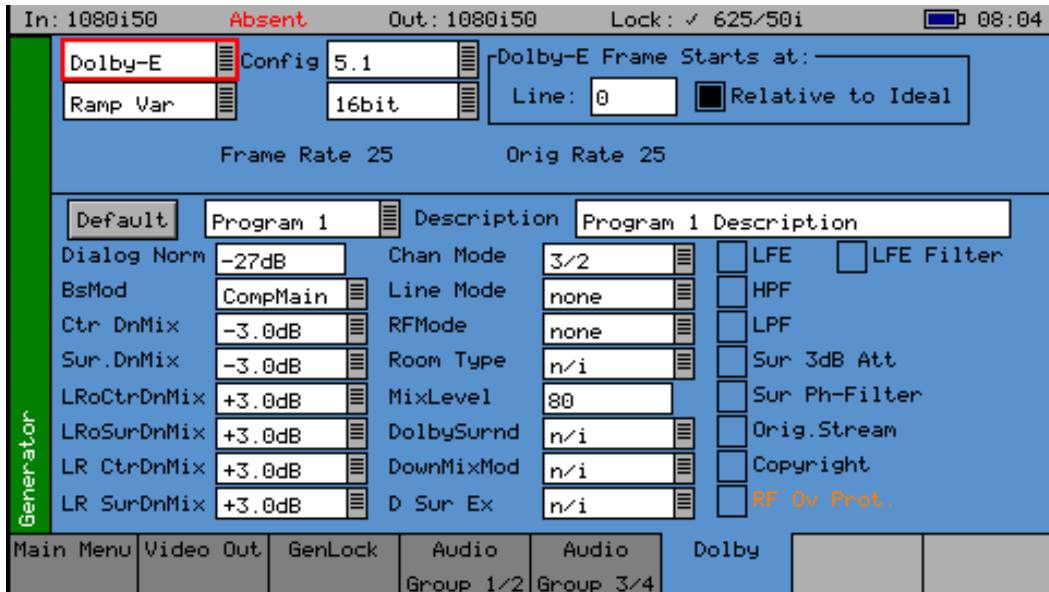 In: 1080i50 Absent Out: 1080i50 Lock: ✓ 625/50i 08:04
Dolby-E Config 5.1 Dolby-E Frame Starts at:
Ramp Var 16bit Line: 0 Relative to Ideal
Frame Rate 25 Orig Rate 25
Default Program 1 Description Program 1 Description
Dialog Norm -27dB Chan Mode 3/2 LFE LFE Filter
BsMod CompMain Line Mode none HPF
Ctr DnMix -3.0dB RFMode none LPF
Sur.DnMix -3.0dB Room Type n/i Sur 3dB Att
LRoCtrDnMix +3.0dB MixLevel 80 Sur Ph-Filter
LRoSurDnMix +3.0dB DolbySurnd n/i Orig.Stream
LR CtrDnMix +3.0dB DownMixMod n/i Copyright
LR SurDnMix +3.0dB D Sur Ex n/i RF Ov Prot.
Generator
Main Menu Video Out GenLock Audio Audio Dolby
Group 1/2 Group 3/4